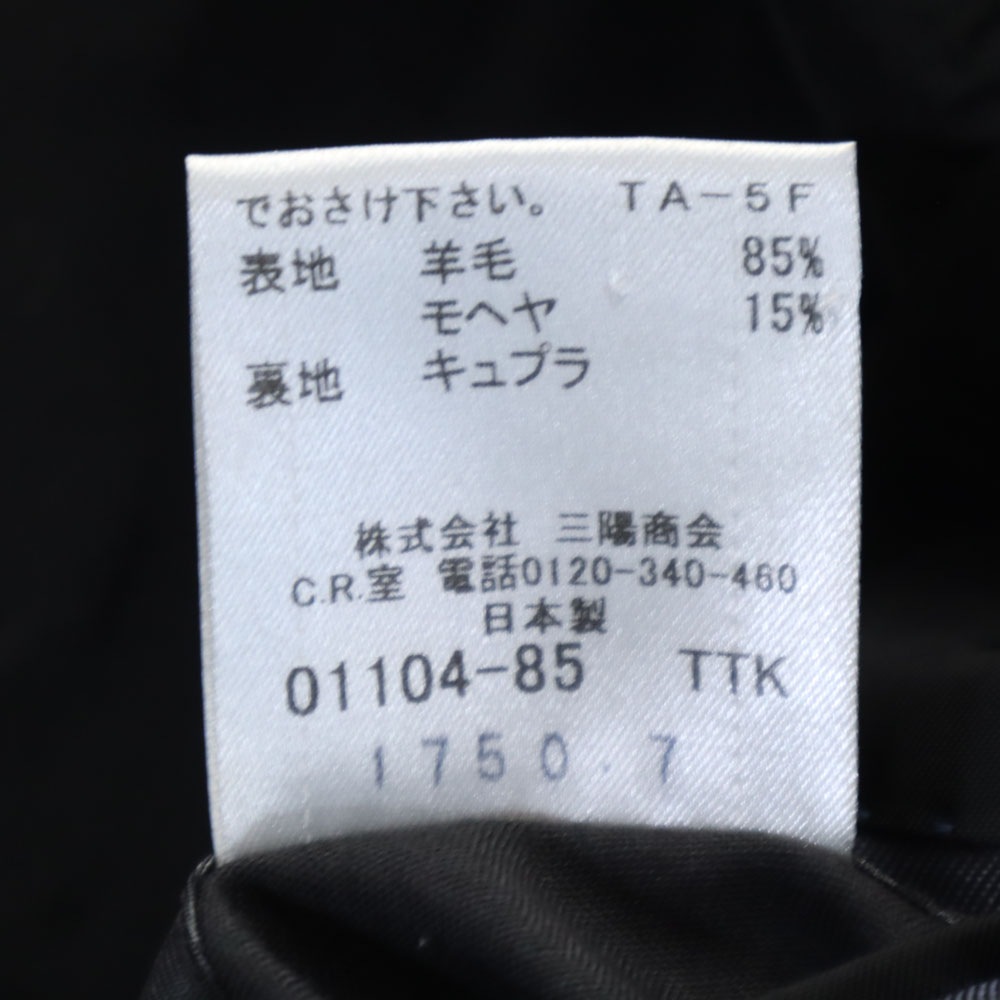 でおさけ下さい。 TA-5F
表地 羊毛 85%
モヘヤ 15%
裏地 キュプラ
株式会社 三陽商会
C.R.室 電話0120-340-460
日本製
01104-85 TTK
1750.7